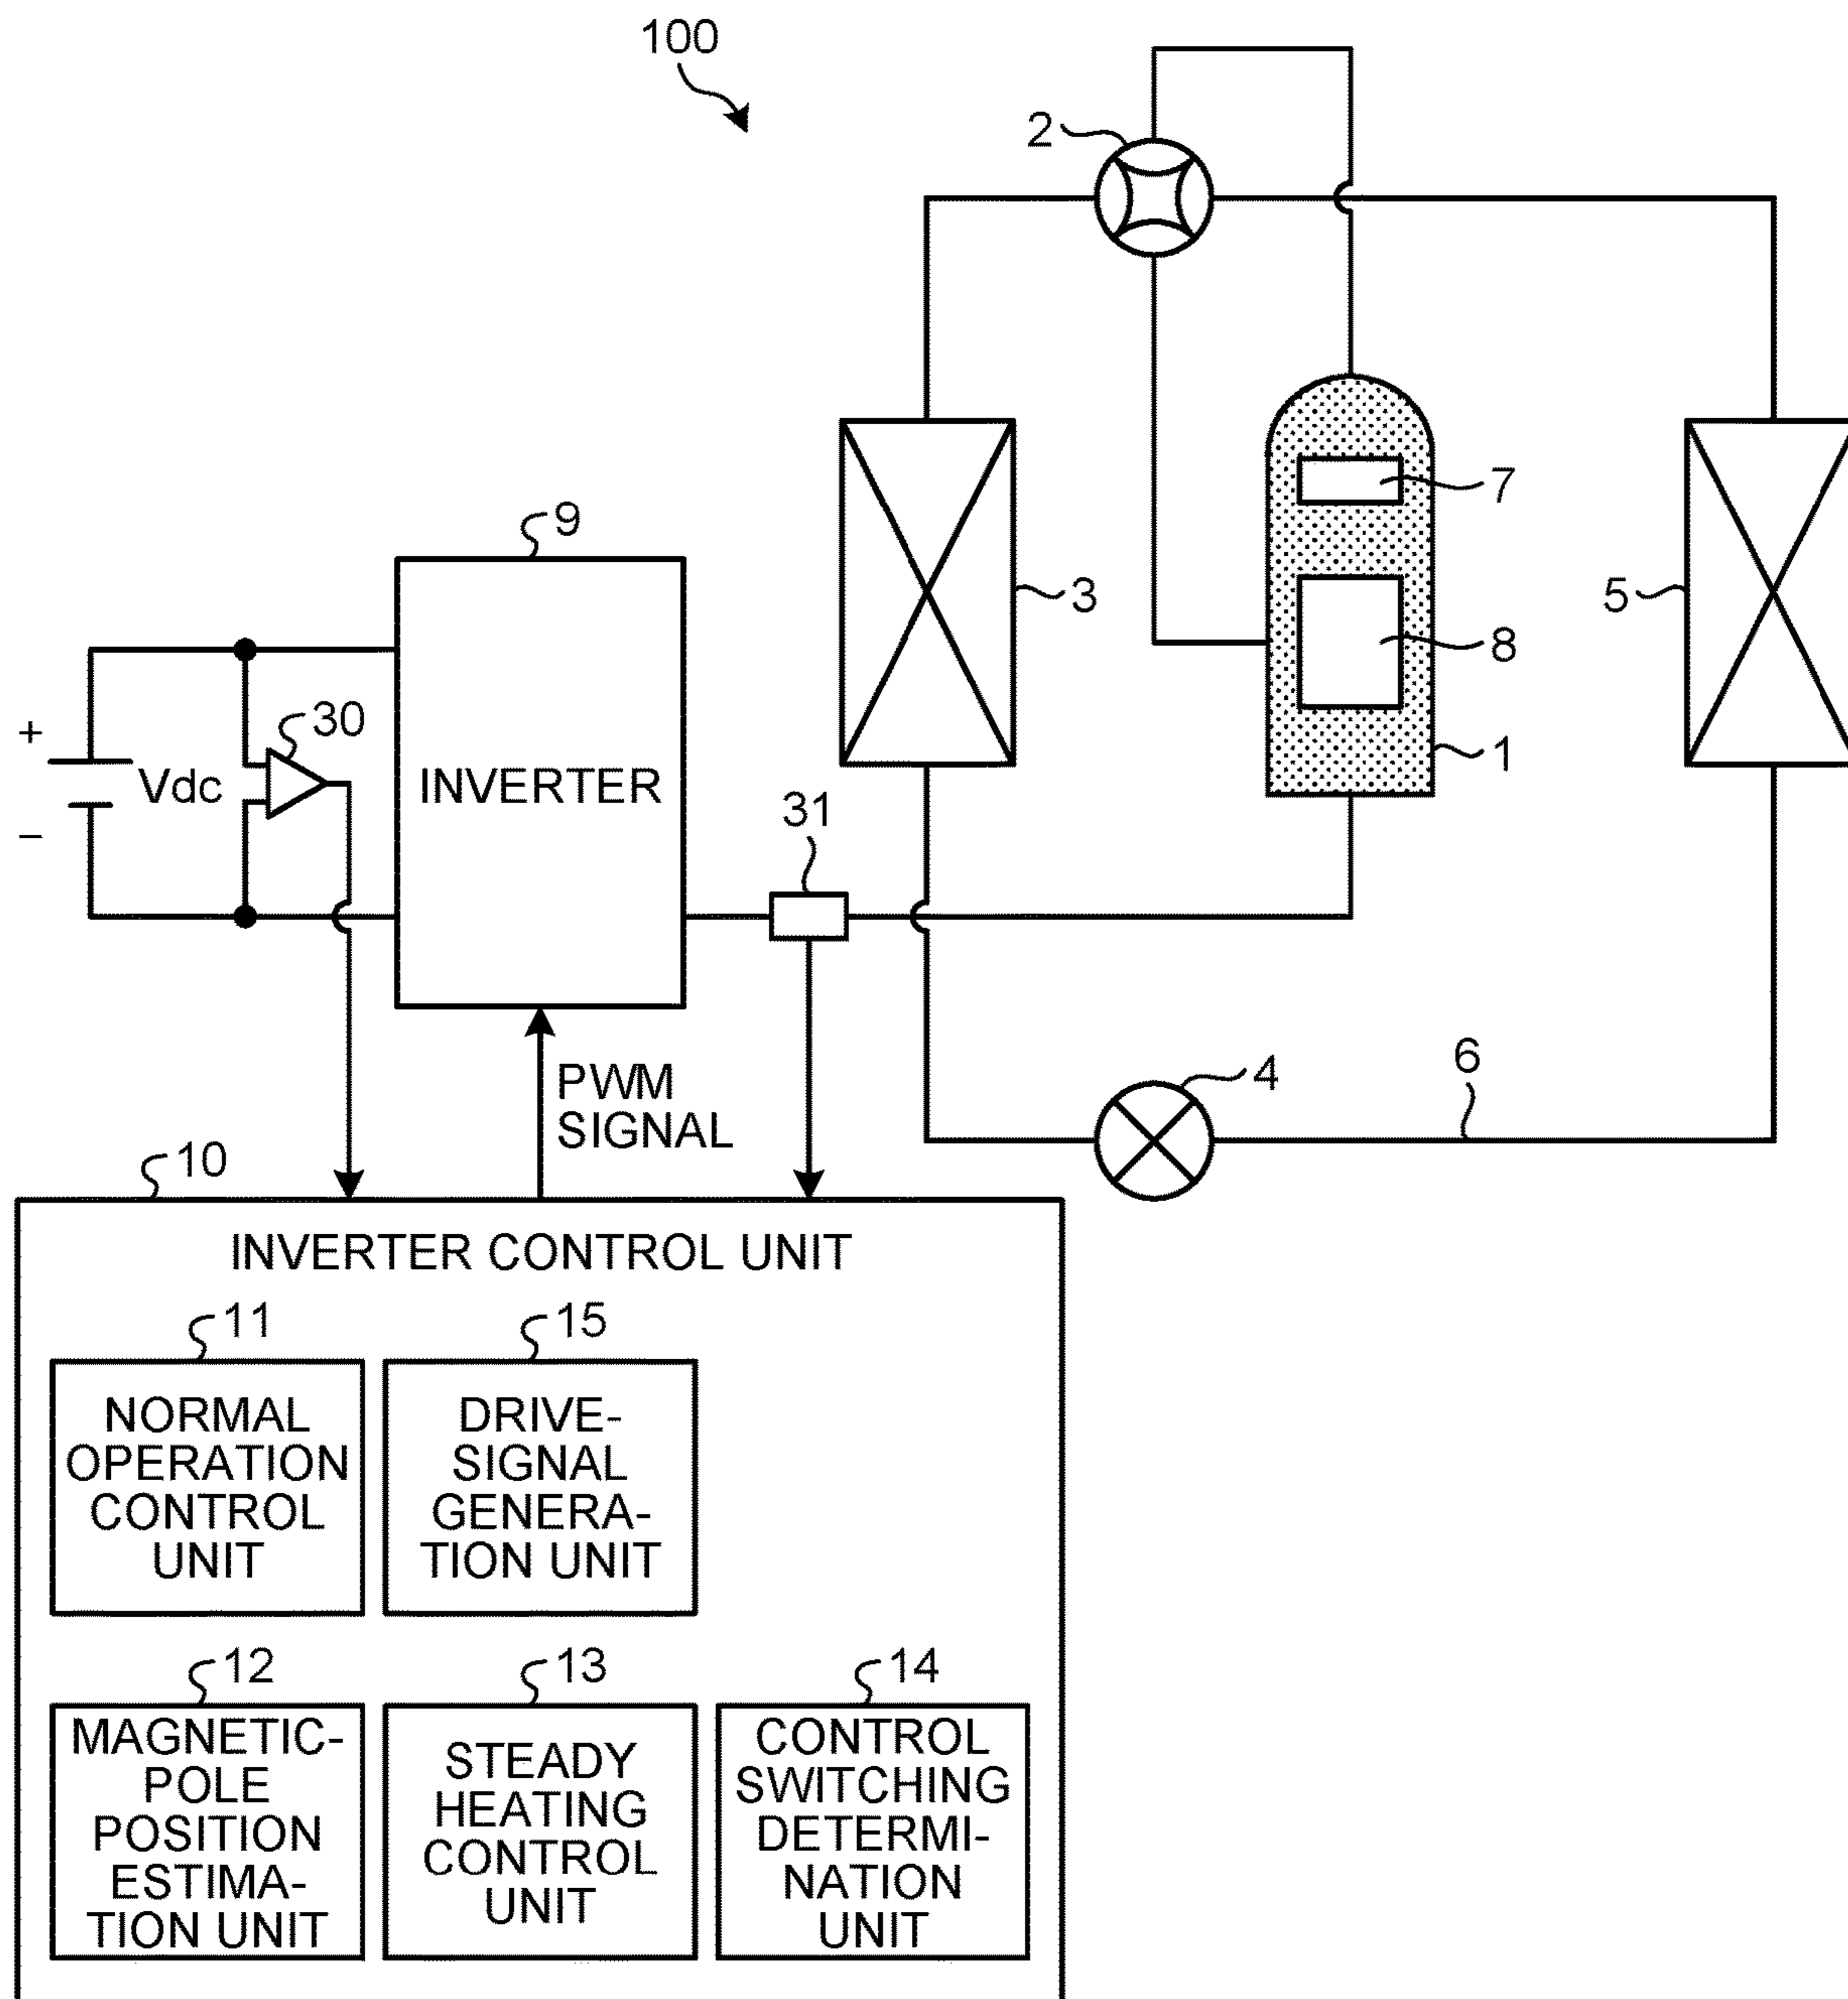 100
2
7
9
3
5
8
+
30
Vdc
1
INVERTER
−
31
PWM
SIGNAL
4
6
10
INVERTER CONTROL UNIT
11
15
NORMAL
OPERATION
CONTROL
UNIT
DRIVE-
SIGNAL
GENERA-
TION UNIT
12
13
14
MAGNETIC-
POLE
POSITION
ESTIMA-
TION UNIT
STEADY
HEATING
CONTROL
UNIT
CONTROL
SWITCHING
DETERMI-
NATION
UNIT